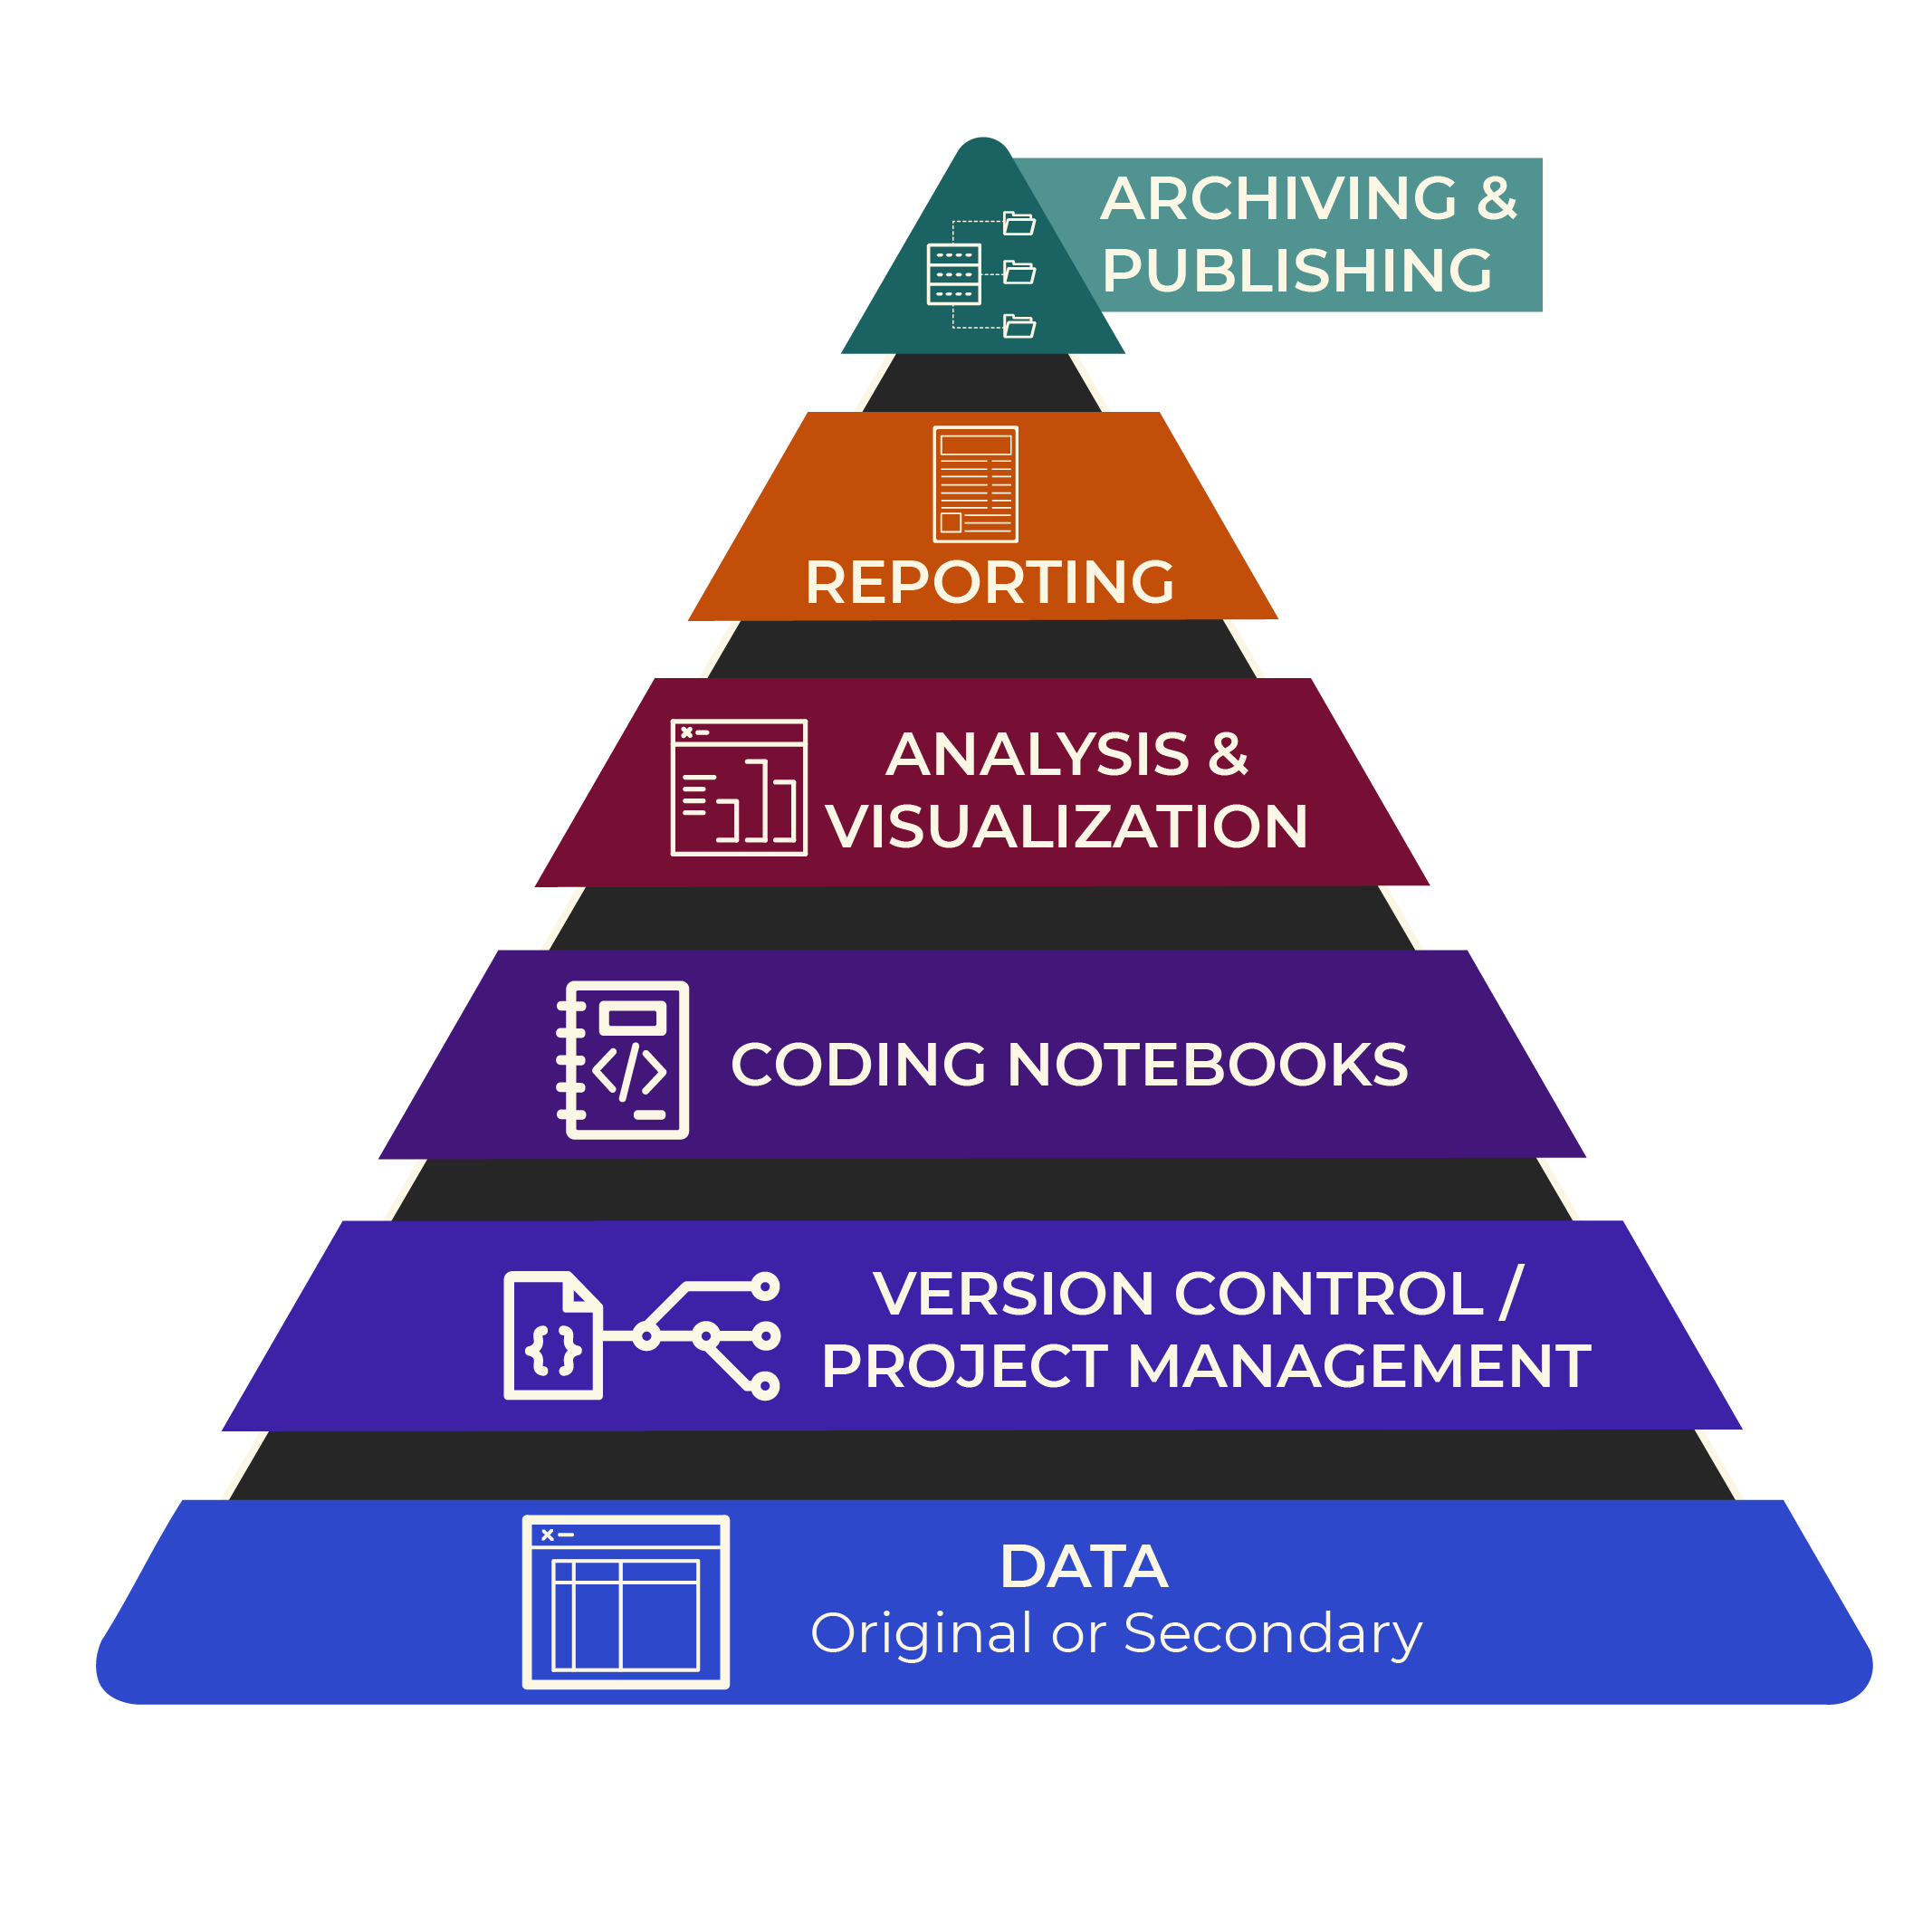 ARCHIVING &
PUBLISHING
REPORTING
ANALYSIS &
VISUALIZATION
CODING NOTEBOOKS
VERSION CONTROL /
PROJECT MANAGEMENT
DATA
Original or Secondary